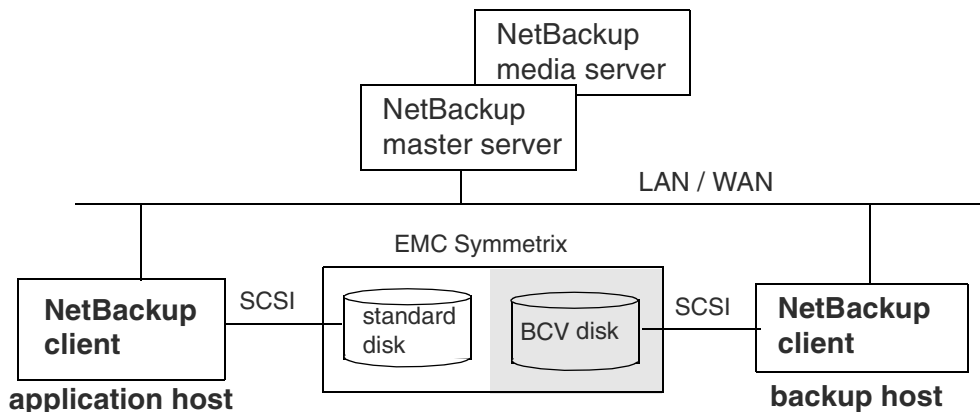 NetBackup
media server
NetBackup
master server
LAN / WAN
EMC Symmetrix
NetBackup
client
SCSI
standard
disk
BCV disk
SCSI
NetBackup
client
application host
backup host